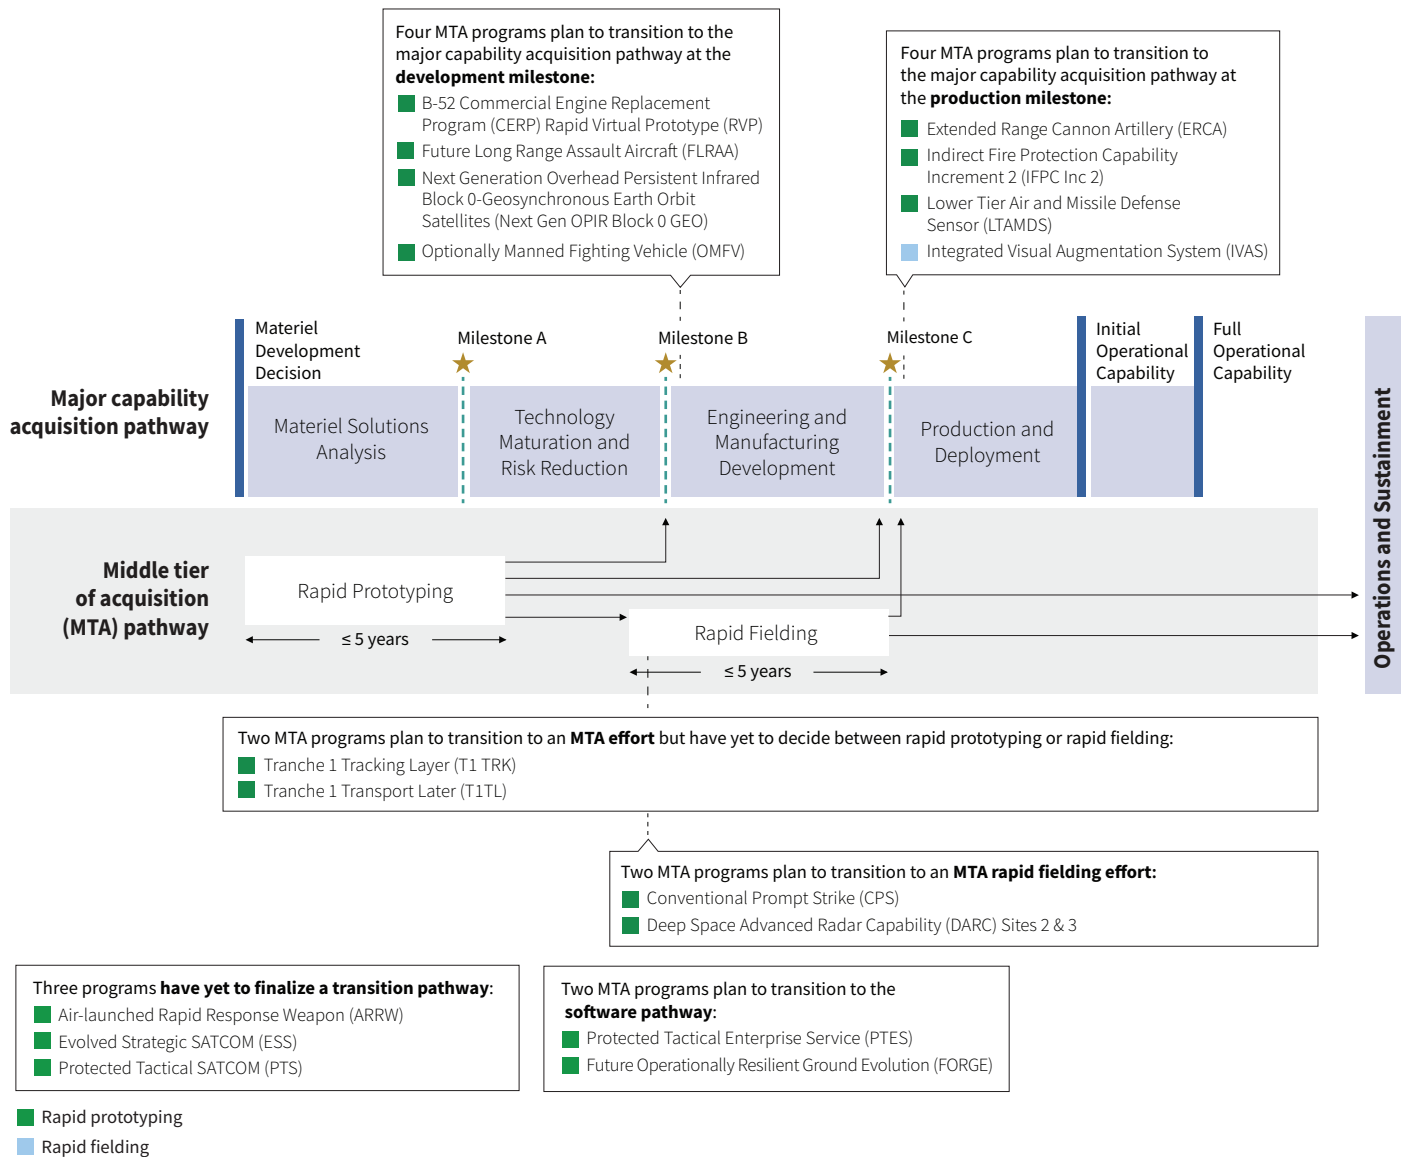 Four MTA programs plan to transition to the
major capability acquisition pathway at the
development milestone:
B-52 Commercial Engine Replacement
Program (CERP) Rapid Virtual Prototype (RVP)
Future Long Range Assault Aircraft (FLRAA)
Next Generation Overhead Persistent Infrared
Block 0-Geosynchronous Earth Orbit
Satellites (Next Gen OPIR Block 0 GEO)
Optionally Manned Fighting Vehicle (OMFV)
Four MTA programs plan to transition to
the major capability acquisition pathway at
the production milestone:
Extended Range Cannon Artillery (ERCA)
Indirect Fire Protection Capability
Increment 2 (IFPC Inc 2)
Lower Tier Air and Missile Defense
Sensor (LTAMDS)
Integrated Visual Augmentation System (IVAS)
Materiel
Development
Decision
Milestone A
Milestone B
Milestone C
Initial
Operational
Capability
Full
Operational
Capability
Major capability
acquisition pathway
Materiel Solutions
Analysis
Technology
Maturation and
Risk Reduction
Engineering and
Manufacturing
Development
Production and
Deployment
Operations and Sustainment
Middle tier
of acquisition
(MTA) pathway
Rapid Prototyping
≤ 5 years
Rapid Fielding
≤ 5 years
Two MTA programs plan to transition to an MTA effort but have yet to decide between rapid prototyping or rapid fielding:
Tranche 1 Tracking Layer (T1 TRK)
Tranche 1 Transport Later (T1TL)
Two MTA programs plan to transition to an MTA rapid fielding effort:
Conventional Prompt Strike (CPS)
Deep Space Advanced Radar Capability (DARC) Sites 2 & 3
Three programs have yet to finalize a transition pathway:
Air-launched Rapid Response Weapon (ARRW)
Evolved Strategic SATCOM (ESS)
Protected Tactical SATCOM (PTS)
Two MTA programs plan to transition to the
software pathway:
Protected Tactical Enterprise Service (PTES)
Future Operationally Resilient Ground Evolution (FORGE)
Rapid prototyping
Rapid fielding